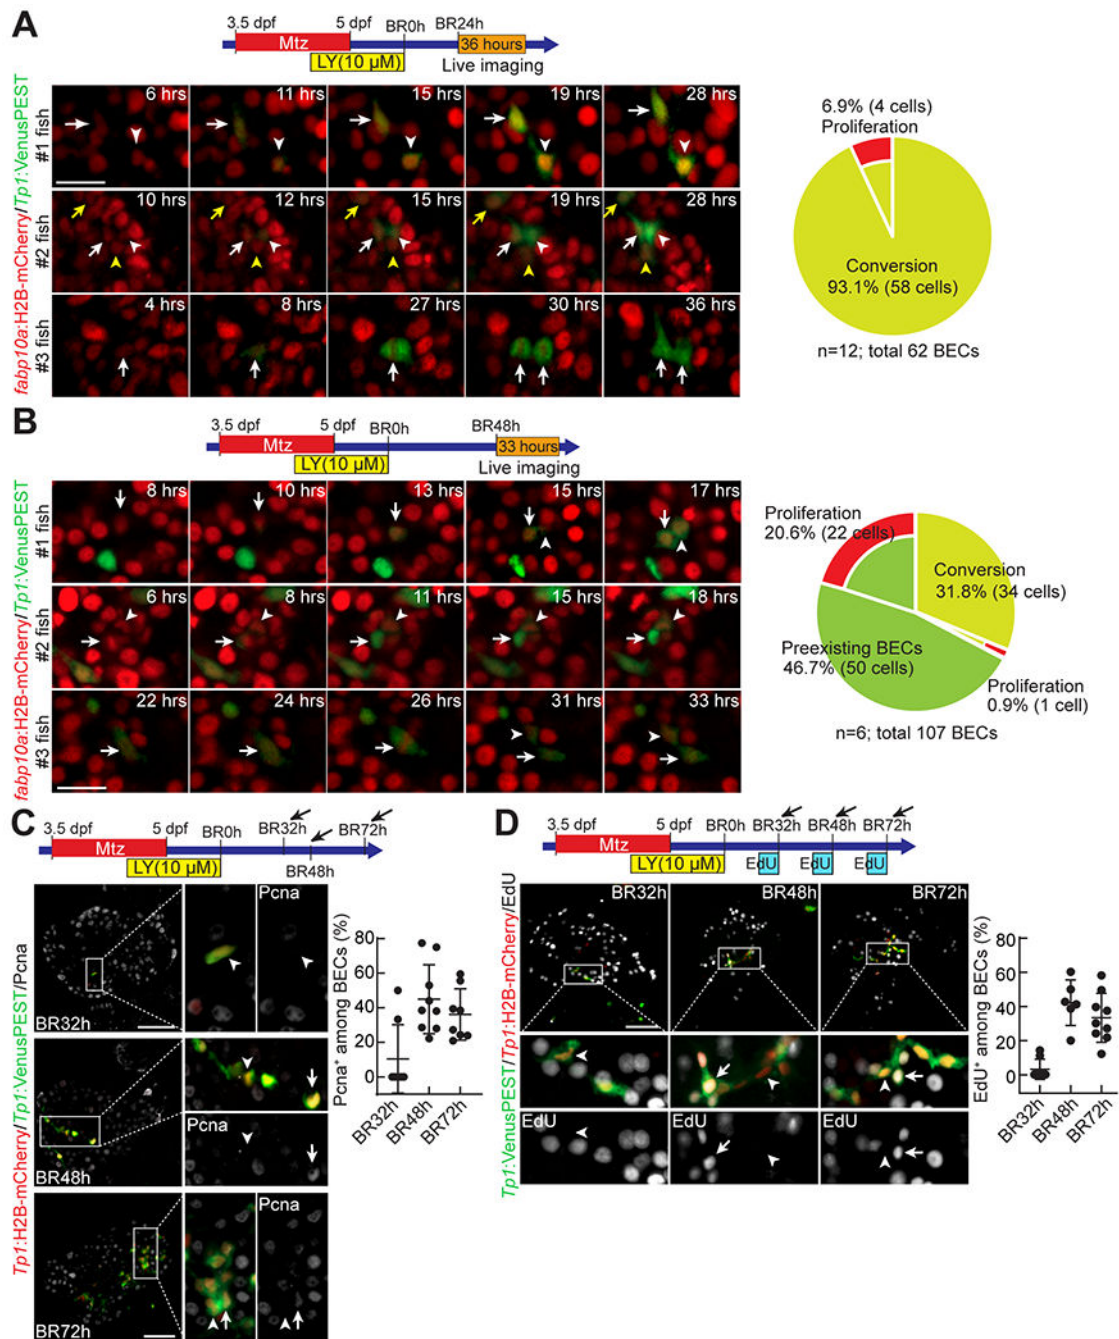 A
3.5 dpf
5 dpf
BR0h
BR24h
Mtz
36 hours
LY(10 µM)
Live imaging
fabp10a:H2B-mCherry/Tp1:VenusPEST
#1 fish
6 hrs
11 hrs
15 hrs
19 hrs
28 hrs
#2 fish
10 hrs
12 hrs
15 hrs
19 hrs
28 hrs
#3 fish
4 hrs
8 hrs
27 hrs
30 hrs
36 hrs
6.9% (4 cells)
Proliferation
Conversion
93.1% (58 cells)
n=12; total 62 BECs
B
3.5 dpf
5 dpf
BR0h
BR48h
Mtz
33 hours
LY(10 µM)
Live imaging
fabp10a:H2B-mCherry/Tp1:VenusPEST
#1 fish
8 hrs
10 hrs
13 hrs
15 hrs
17 hrs
#2 fish
6 hrs
8 hrs
11 hrs
15 hrs
18 hrs
#3 fish
22 hrs
24 hrs
26 hrs
31 hrs
33 hrs
Proliferation
20.6% (22 cells)
Conversion
31.8% (34 cells)
Preexisting BECs
46.7% (50 cells)
Proliferation
0.9% (1 cell)
n=6; total 107 BECs
C
3.5 dpf
5 dpf
BR0h
BR32h
BR72h
Mtz
LY(10 µM)
BR48h
Tp1:H2B-mCherry/Tp1:VenusPEST/Pcna
Pcna
BR32h
Pcna
BR48h
Pcna
BR72h
Pcna+ among BECs (%)
80
60
40
20
0
BR32h
BR48h
BR72h
D
3.5 dpf
5 dpf
BR0h
BR32h
BR48h
BR72h
Mtz
LY(10 µM)
EdU
EdU
EdU
Tp1:VenusPEST/Tp1:H2B-mCherry/EdU
BR32h
BR48h
BR72h
EdU
EdU
EdU
EdU+ among BECs (%)
80
60
40
20
0
BR32h
BR48h
BR72h